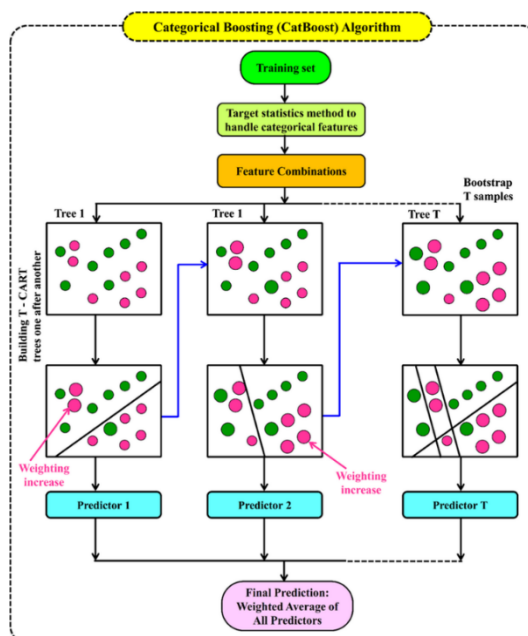 Categorical Boosting (CatBoost) Algorithm
Training set
Target statistics method to
handle categorical features
Feature Combinations
Bootstrap
T samples
Tree 1
Tree 1
Tree T
Building T - CART
trees one after another
Weighting
increase
Weighting
increase
Predictor 1
Predictor 2
Predictor T
Final Prediction:
Weighted Average of
All Predictors